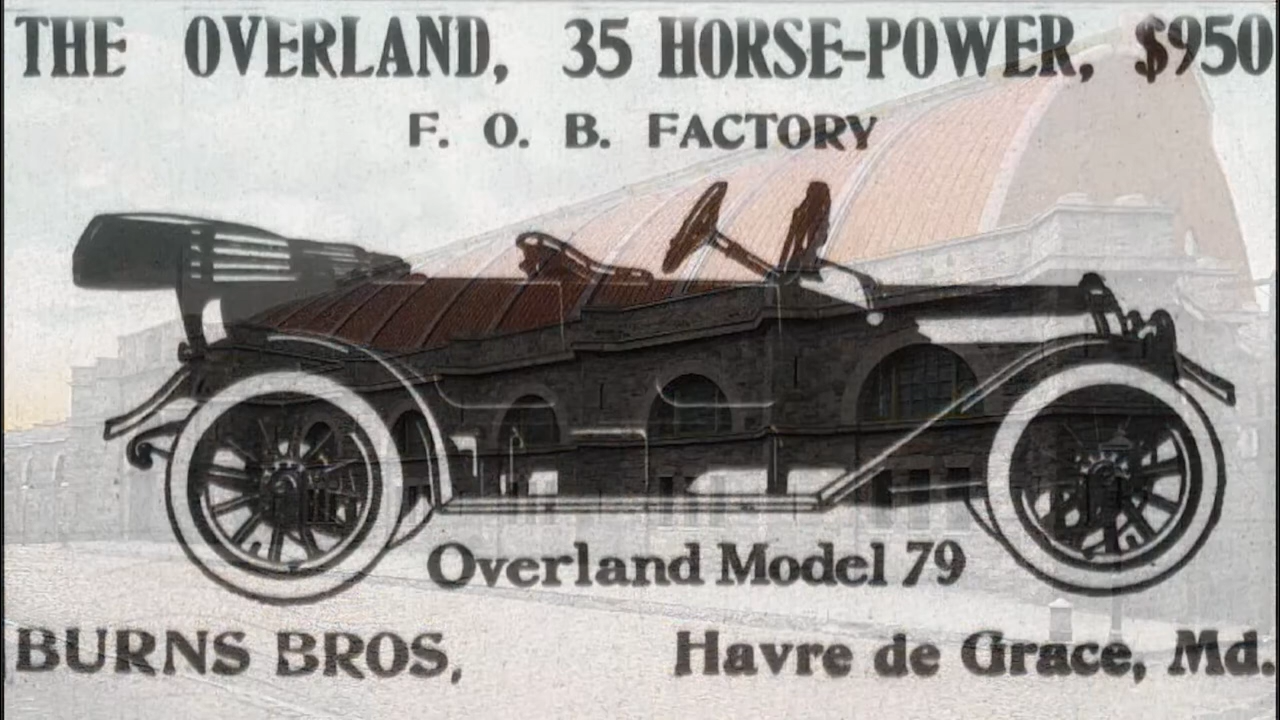 THE OVERLAND, 35 HORSE-POWER, $950
F. O. B. FACTORY
Overland Model 79
BURNS BROS, Havre de Grace, Md.